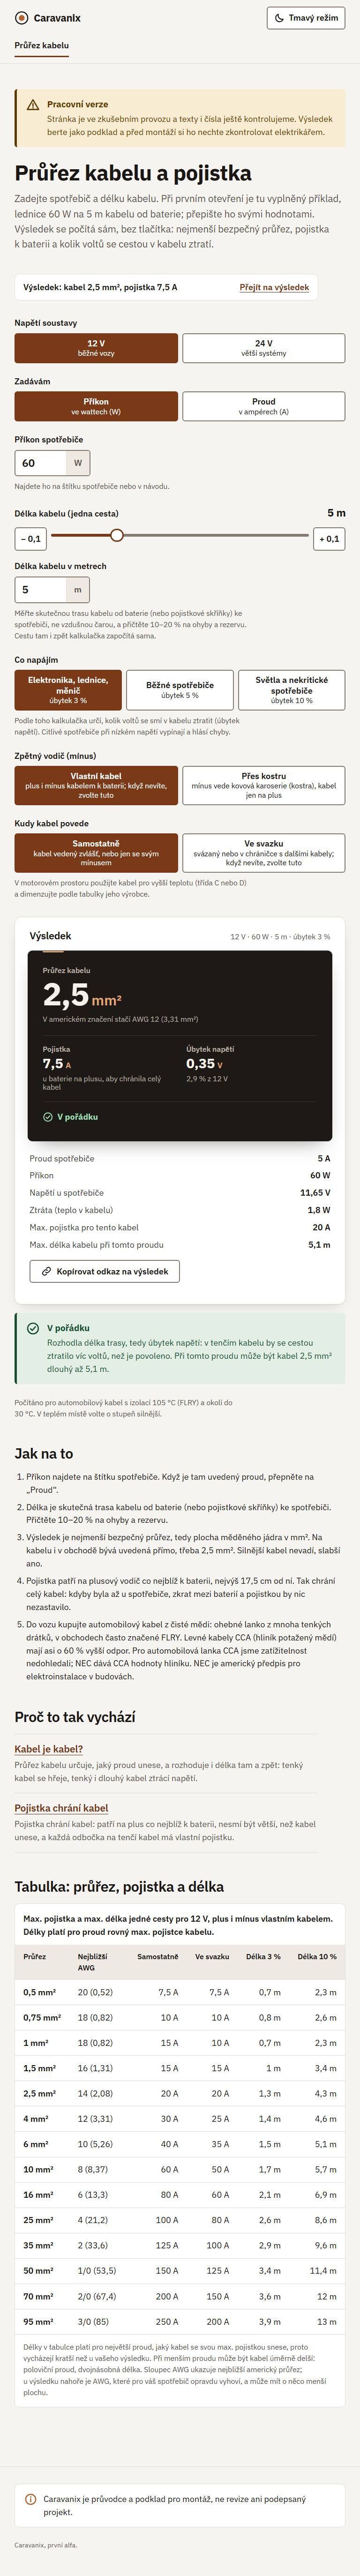 Caravanix
Tmavý režim
Průřez kabelu
Pracovní verze
Stránka je ve zkušebním provozu a texty i čísla ještě kontrolujeme. Výsledek
berte jako podklad a před montáží si ho nechte zkontrolovat elektrikářem.
Průřez kabelu a pojistka
Zadejte spotřebič a délku kabelu. Při prvním otevření je tu vyplněný příklad,
lednice 60 W na 5 m kabelu od baterie; přepište ho svými hodnotami.
Výsledek se počítá sám, bez tlačítka: nejmenší bezpečný průřez, pojistka
k baterii a kolik voltů se cestou v kabelu ztratí.
Výsledek: kabel 2,5 mm², pojistka 7,5 A
Přejít na výsledek
Napětí soustavy
12 V
běžné vozy
24 V
větší systémy
Zadávám
Příkon
ve wattech (W)
Proud
v ampérech (A)
Příkon spotřebiče
60 W
Najdete ho na štítku spotřebiče nebo v návodu.
Délka kabelu (jedna cesta)
5 m
− 0,1
+ 0,1
Délka kabelu v metrech
5 m
Měřte skutečnou trasu kabelu od baterie (nebo pojistkové skříňky) ke
spotřebiči, ne vzdušnou čarou, a přičtěte 10–20 % na ohyby a rezervu.
Cestu tam i zpět kalkulačka započítá sama.
Co napájím
Elektronika, lednice,
měnič
úbytek 3 %
Běžné spotřebiče
úbytek 5 %
Světla a nekritické
spotřebiče
úbytek 10 %
Podle toho kalkulačka určí, kolik voltů se smí v kabelu ztratit (úbytek
napětí). Citlivé spotřebiče při nízkém napětí vypínají a hlásí chyby.
Zpětný vodič (mínus)
Vlastní kabel
plus i mínus kabelem k baterii; když nevíte,
zvolte tuto
Přes kostru
mínus vede kovová karoserie (kostra), kabel
jen na plus
Kudy kabel povede
Samostatně
kabel vedený zvlášť, nebo jen se svým
mínusem
Ve svazku
svázaný nebo v chráničce s dalšími kabely;
když nevíte, zvolte tuto
V motorovém prostoru použijte kabel pro vyšší teplotu (třída C nebo D)
a dimenzujte podle tabulky jeho výrobce.
Výsledek
12 V · 60 W · 5 m · úbytek 3 %
Průřez kabelu
2,5 mm²
V americkém značení stačí AWG 12 (3,31 mm²)
Pojistka
7,5 A
u baterie na plusu, aby chránila celý
kabel
Úbytek napětí
0,35 V
2,9 % z 12 V
V pořádku
Proud spotřebiče 5 A
Příkon 60 W
Napětí u spotřebiče 11,65 V
Ztráta (teplo v kabelu) 1,8 W
Max. pojistka pro tento kabel 20 A
Max. délka kabelu při tomto proudu 5,1 m
Kopírovat odkaz na výsledek
V pořádku
Rozhodla délka trasy, tedy úbytek napětí: v tenčím kabelu by se cestou
ztratilo víc voltů, než je povoleno. Při tomto proudu může být kabel 2,5 mm²
dlouhý až 5,1 m.
Počítáno pro automobilový kabel s izolací 105 °C (FLRY) a okolí do
30 °C. V teplém místě volte o stupeň silnější.
Jak na to
1. Příkon najdete na štítku spotřebiče. Když je tam uvedený proud, přepněte na
„Proud“.
2. Délka je skutečná trasa kabelu od baterie (nebo pojistkové skříňky) ke spotřebiči.
Přičtěte 10–20 % na ohyby a rezervu.
3. Výsledek je nejmenší bezpečný průřez, tedy plocha měděného jádra v mm². Na
kabelu i v obchodě bývá uvedená přímo, třeba 2,5 mm². Silnější kabel nevadí, slabší
ano.
4. Pojistka patří na plusový vodič co nejblíž k baterii, nejvýš 17,5 cm od ní. Tak chrání
celý kabel: kdyby byla až u spotřebiče, zkrat mezi baterií a pojistkou by nic
nezastavilo.
5. Do vozu kupujte automobilový kabel z čisté mědi: ohebné lanko z mnoha tenkých
drátků, v obchodech často značené FLRY. Levné kabely CCA (hliník potažený mědí)
mají asi o 60 % vyšší odpor. Pro automobilová lanka CCA jsme zatížitelnost
nedohledali; NEC dává CCA hodnoty hliníku. NEC je americký předpis pro
elektroinstalace v budovách.
Proč to tak vychází
Kabel je kabel?
Průřez kabelu určuje, jaký proud unese, a rozhoduje i délka tam a zpět: tenký
kabel se hřeje, tenký i dlouhý kabel ztrácí napětí.
Pojistka chrání kabel
Pojistka chrání kabel: patří na plus co nejblíž k baterii, nesmí být větší, než kabel
unese, a každá odbočka na tenčí kabel má vlastní pojistku.
Tabulka: průřez, pojistka a délka
Max. pojistka a max. délka jedné cesty pro 12 V, plus i mínus vlastním kabelem.
Délky platí pro proud rovný max. pojistce kabelu.
Průřez Nejbližší AWG Samostatně Ve svazku Délka 3 % Délka 10 %
0,5 mm² 20 (0,52) 7,5 A 7,5 A 0,7 m 2,3 m
0,75 mm² 18 (0,82) 10 A 10 A 0,8 m 2,6 m
1 mm² 18 (0,82) 15 A 10 A 0,7 m 2,3 m
1,5 mm² 16 (1,31) 15 A 15 A 1 m 3,4 m
2,5 mm² 14 (2,08) 20 A 20 A 1,3 m 4,3 m
4 mm² 12 (3,31) 30 A 25 A 1,4 m 4,6 m
6 mm² 10 (5,26) 40 A 35 A 1,5 m 5,1 m
10 mm² 8 (8,37) 60 A 50 A 1,7 m 5,7 m
16 mm² 6 (13,3) 80 A 60 A 2,1 m 6,9 m
25 mm² 4 (21,2) 100 A 80 A 2,6 m 8,6 m
35 mm² 2 (33,6) 125 A 100 A 2,9 m 9,6 m
50 mm² 1/0 (53,5) 150 A 125 A 3,4 m 11,4 m
70 mm² 2/0 (67,4) 200 A 150 A 3,6 m 12 m
95 mm² 3/0 (85) 250 A 200 A 3,9 m 13 m
Délky v tabulce platí pro největší proud, jaký kabel se svou max. pojistkou snese, proto
vycházejí kratší než u vašeho výsledku. Při menším proudu může být kabel úměrně delší:
poloviční proud, dvojnásobná délka. Sloupec AWG ukazuje nejbližší americký průřez;
u výsledku nahoře je AWG, které pro váš spotřebič opravdu vyhoví, a může mít o něco menší
plochu.
Caravanix je průvodce a podklad pro montáž, ne revize ani podepsaný
projekt.
Caravanix, první alfa.